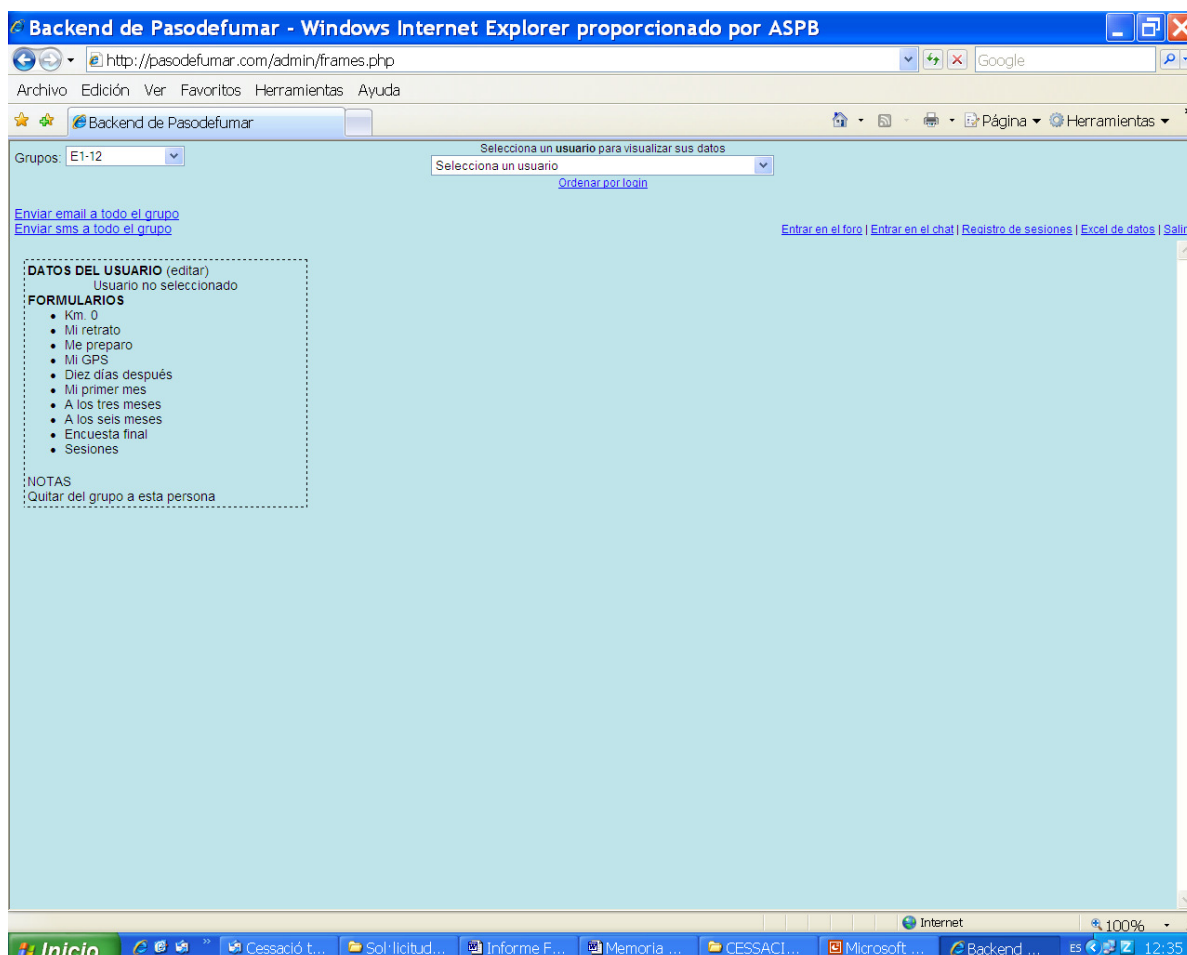 Backend de Pasodefumar - Windows Internet Explorer proporcionado por ASPB
http://pasodefumar.com/admin/frames.php
Google
Archivo Edición Ver Favoritos Herramientas Ayuda
Backend de Pasodefumar
Página
Herramientas
Grupos: E1-12
Selecciona un usuario para visualizar sus datos
Selecciona un usuario
Ordenar por login
Enviar email a todo el grupo
Enviar sms a todo el grupo
Entrar en el foro | Entrar en el chat | Registro de sesiones | Excel de datos | Salir
DATOS DEL USUARIO (editar)
Usuario no seleccionado
FORMULARIOS
• Km. 0
• Mi retrato
• Me preparo
• Mi GPS
• Diez días después
• Mi primer mes
• A los tres meses
• A los seis meses
• Encuesta final
• Sesiones
NOTAS
Quitar del grupo a esta persona
Internet
100%
Inicio
Cessació t...
Sol·licitud...
Informe F...
Memoria ...
CESSACI...
Microsoft ...
Backend ...
ES
12:35